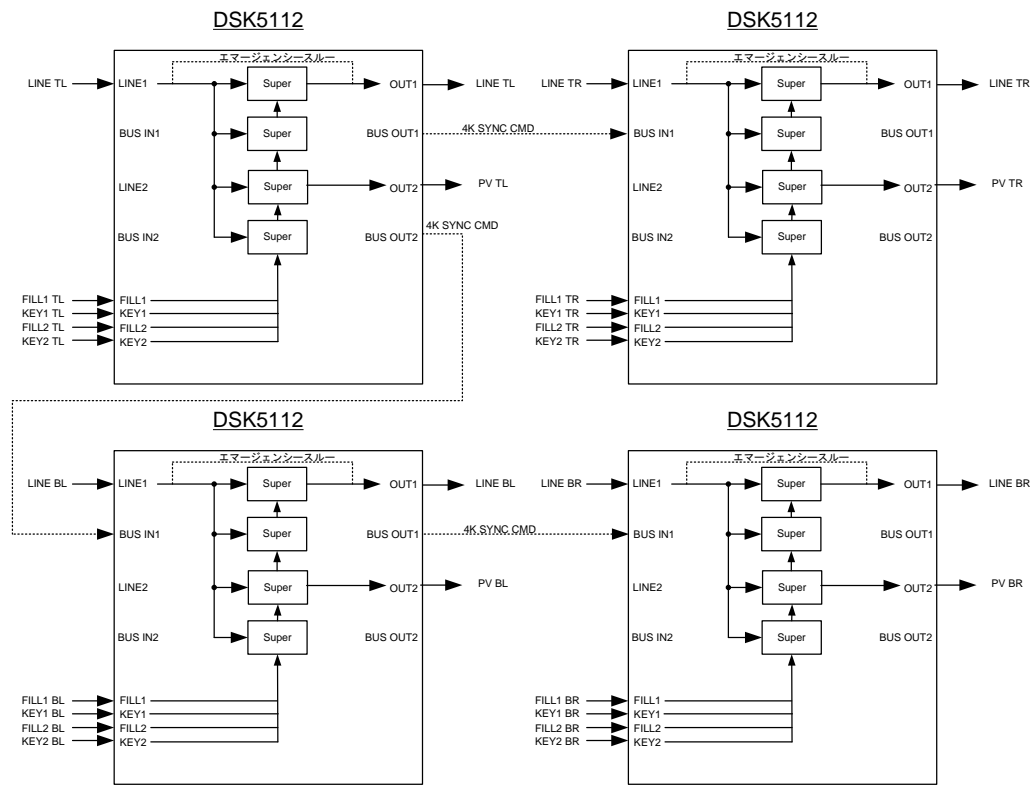 DSK5112
エマージェンシースルー
LINE TL LINE1 Super OUT1 LINE TL
BUS IN1 Super BUS OUT1 4K SYNC CMD
LINE2 Super OUT2 PV TL
BUS IN2 Super BUS OUT2 4K SYNC CMD
FILL1 TL FILL1
KEY1 TL KEY1
FILL2 TL FILL2
KEY2 TL KEY2
DSK5112
エマージェンシースルー
LINE TR LINE1 Super OUT1 LINE TR
BUS IN1 Super BUS OUT1
LINE2 Super OUT2 PV TR
BUS IN2 Super BUS OUT2
FILL1 TR FILL1
KEY1 TR KEY1
FILL2 TR FILL2
KEY2 TR KEY2
DSK5112
エマージェンシースルー
LINE BL LINE1 Super OUT1 LINE BL
BUS IN1 Super BUS OUT1 4K SYNC CMD
LINE2 Super OUT2 PV BL
BUS IN2 Super BUS OUT2
FILL1 BL FILL1
KEY1 BL KEY1
FILL2 BL FILL2
KEY2 BL KEY2
DSK5112
エマージェンシースルー
LINE BR LINE1 Super OUT1 LINE BR
BUS IN1 Super BUS OUT1
LINE2 Super OUT2 PV BR
BUS IN2 Super BUS OUT2
FILL1 BR FILL1
KEY1 BR KEY1
FILL2 BR FILL2
KEY2 BR KEY2